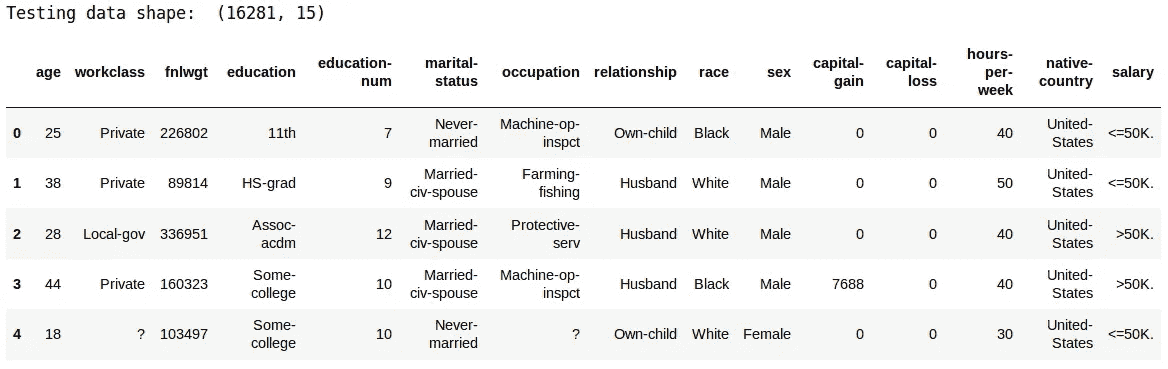 Testing data shape:  (16281, 15)
age workclass fnlwgt education education-num marital-status occupation relationship race sex capital-gain capital-loss hours-per-week native-country salary
0 25 Private 226802 11th 7 Never-married Machine-op-inspct Own-child Black Male 0 0 40 United-States <=50K.
1 38 Private 89814 HS-grad 9 Married-civ-spouse Farming-fishing Husband White Male 0 0 50 United-States <=50K.
2 28 Local-gov 336951 Assoc-acdm 12 Married-civ-spouse Protective-serv Husband White Male 0 0 40 United-States >50K.
3 44 Private 160323 Some-college 10 Married-civ-spouse Machine-op-inspct Husband Black Male 7688 0 40 United-States >50K.
4 18 ? 103497 Some-college 10 Never-married ? Own-child White Female 0 0 30 United-States <=50K.